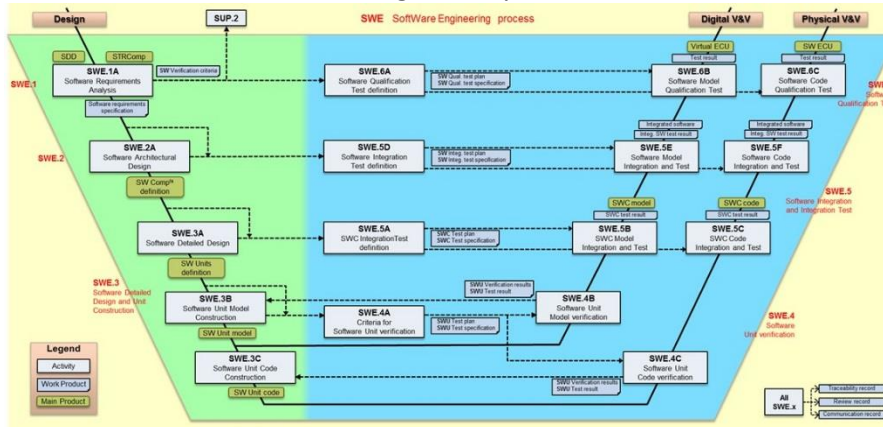 Design
SUP.2
SWE SoftWare Engineering process
Digital V&V
Physical V&V
SDD
STRComp
Virtual ECU
Test result
SW ECU
Test result
SWE.1
SWE.1A
Software Requirements
Analysis
SW Verification criteria
SWE.6A
Software Qualification
Test definition
SW Qual. test plan
SW Qual. test specification
SWE.6B
Software Model
Qualification Test
SWE.6C
Software Code
Qualification Test
Software requirements
specification
Integrated software
Integ. SW test result
Integrated software
Integ. SW test result
SWE.2
SWE.2A
Software Architectural
Design
SWE.5D
Software Integration
Test definition
SW Integ. test plan
SW Integ. test specification
SWE.5E
Software Model
Integration and Test
SWE.5F
Software Code
Integration and Test
SW Comp
definition
SWC model
SWC test result
SWC code
SWC test result
SWE.5
Software Integration
and Integration Test
SWE.3A
Software Detailed Design
SWE.5A
SWC IntegrationTest
definition
SWC Test plan
SWC Test specification
SWE.5B
SWC Model
Integration and Test
SWE.5C
SWC Code
Integration and Test
SW Units
definition
SWE.3
Software Detailed
Design and Unit
Construction
SWE.3B
Software Unit Model
Construction
SWU Verification results
SWU Test result
SWE.4A
Criteria for
Software Unit verification
SWU Test plan
SWU Test specification
SWE.4B
Software Unit
Model verification
SWE.4
Software
Unit verification
SW Unit model
SWE.3C
Software Unit Code
Construction
SWE.4C
Software Unit
Code verification
SWU Verification results
SWU Test result
SW Unit code
Legend
Activity
Work Product
Main Product
All
SWE.x
Traceability record
Review record
Communication record